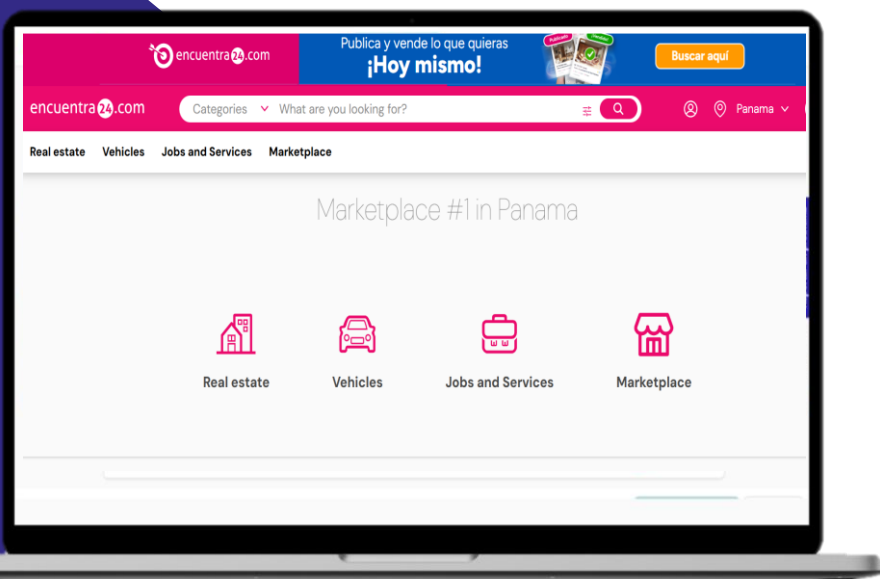 encuentra24.com
Publica y vende lo que quieras
¡Hoy mismo!
Buscar aquí
encuentra24.com
Categories What are you looking for?
Panama
Real estate Vehicles Jobs and Services Marketplace
Marketplace #1 in Panama
Real estate Vehicles Jobs and Services Marketplace